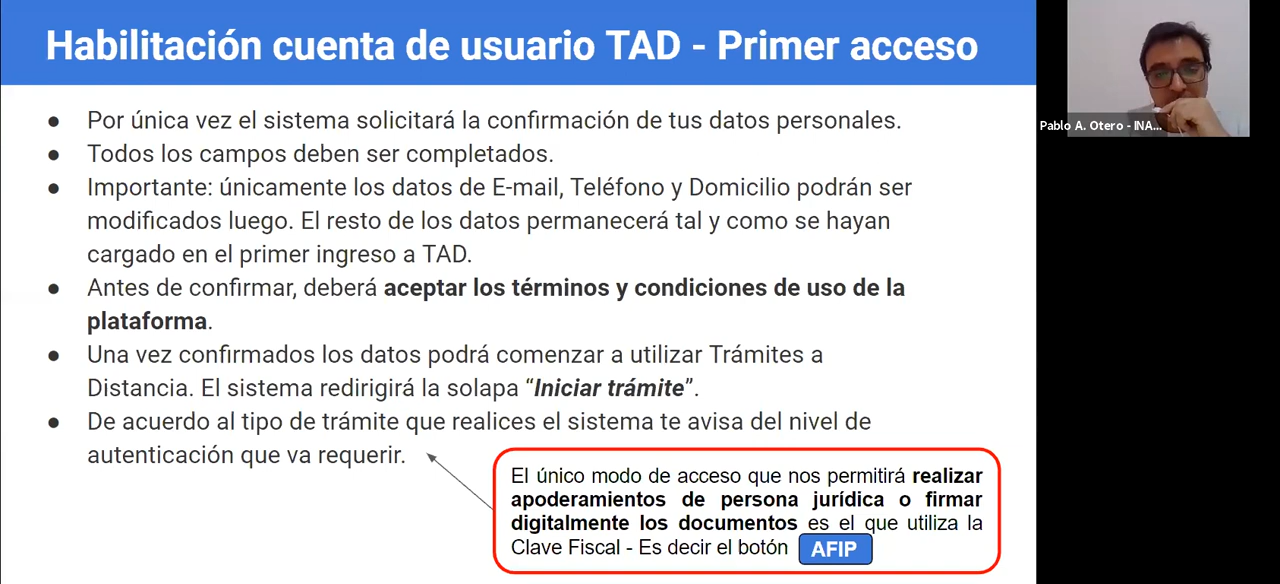 Habilitación cuenta de usuario TAD - Primer acceso
● Por única vez el sistema solicitará la confirmación de tus datos personales.
● Todos los campos deben ser completados.
● Importante: únicamente los datos de E-mail, Teléfono y Domicilio podrán ser
modificados luego. El resto de los datos permanecerá tal y como se hayan
cargado en el primer ingreso a TAD.
● Antes de confirmar, deberá aceptar los términos y condiciones de uso de la
plataforma.
● Una vez confirmados los datos podrá comenzar a utilizar Trámites a
Distancia. El sistema redirigirá la solapa “Iniciar trámite”.
● De acuerdo al tipo de trámite que realices el sistema te avisa del nivel de
autenticación que va requerir.
El único modo de acceso que nos permitirá realizar
apoderamientos de persona jurídica o firmar
digitalmente los documentos es el que utiliza la
Clave Fiscal - Es decir el botón AFIP
Pablo A. Otero - INA...